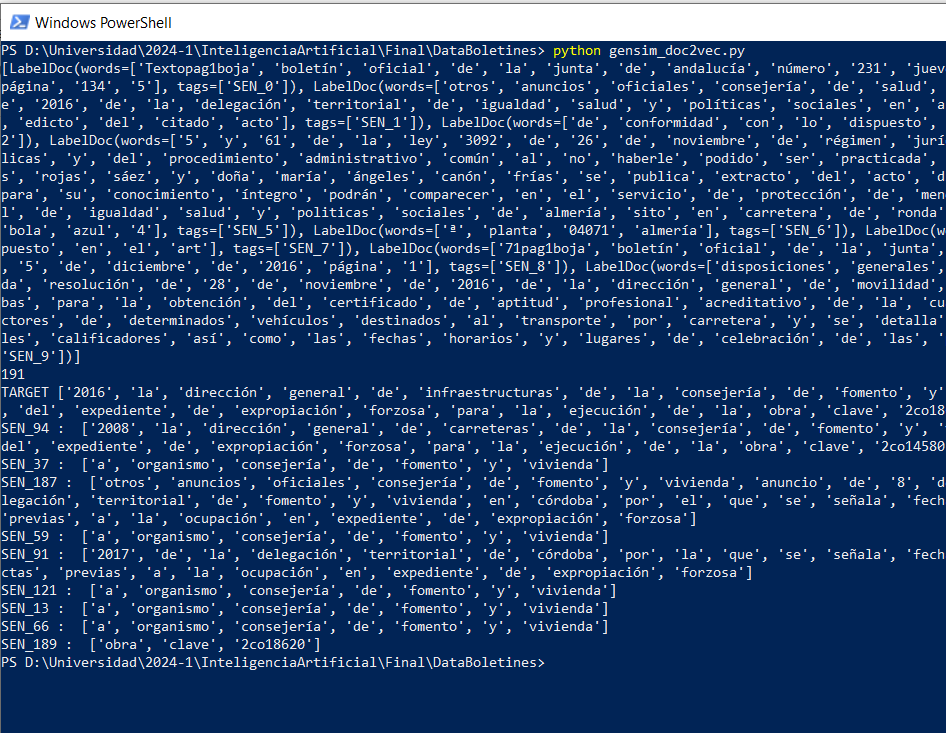 Windows PowerShell
PS D:\Universidad\2024-1\InteligenciaArtificial\Final\DataBoletines> python gensim_doc2vec.py
[LabelDoc(words=['Textopag1boja', 'boletín', 'oficial', 'de', 'la', 'junta', 'de', 'andalucía', 'número', '231', 'juev
página', '134', '5'], tags=['SEN_0']), LabelDoc(words=['otros', 'anuncios', 'oficiales', 'consejería', 'de', 'salud',
e', '2016', 'de', 'la', 'delegación', 'territorial', 'de', 'igualdad', 'salud', 'y', 'políticas', 'sociales', 'en', 'a
, 'edicto', 'del', 'citado', 'acto'], tags=['SEN_1']), LabelDoc(words=['de', 'conformidad', 'con', 'lo', 'dispuesto',
2']), LabelDoc(words=['5', 'y', '61', 'de', 'la', 'ley', '3092', 'de', '26', 'de', 'noviembre', 'de', 'régimen', 'jurí
licas', 'y', 'del', 'procedimiento', 'administrativo', 'común', 'al', 'no', 'haberle', 'podido', 'ser', 'practicada',
s', 'rojas', 'sáez', 'y', 'doña', 'maría', 'ángeles', 'canón', 'frías', 'se', 'publica', 'extracto', 'del', 'acto', 'd
para', 'su', 'conocimiento', 'íntegro', 'podrán', 'comparecer', 'en', 'el', 'servicio', 'de', 'protección', 'de', 'men
l', 'de', 'igualdad', 'salud', 'y', 'politicas', 'sociales', 'de', 'almería', 'sito', 'en', 'carretera', 'de', 'ronda'
'bola', 'azul', '4'], tags=['SEN_5']), LabelDoc(words=['ª', 'planta', '04071', 'almería'], tags=['SEN_6']), LabelDoc(w
puesto', 'en', 'el', 'art'], tags=['SEN_7']), LabelDoc(words=['71pag1boja', 'boletín', 'oficial', 'de', 'la', 'junta',
, '5', 'de', 'diciembre', 'de', '2016', 'página', '1'], tags=['SEN_8']), LabelDoc(words=['disposiciones', 'generales',
da', 'resolución', 'de', '28', 'de', 'noviembre', 'de', '2016', 'de', 'la', 'dirección', 'general', 'de', 'movilidad',
bas', 'para', 'la', 'obtención', 'del', 'certificado', 'de', 'aptitud', 'profesional', 'acreditativo', 'de', 'la', 'cu
ctores', 'de', 'determinados', 'vehículos', 'destinados', 'al', 'transporte', 'por', 'carretera', 'y', 'se', 'detalla'
les', 'calificadores', 'así', 'como', 'las', 'fechas', 'horarios', 'y', 'lugares', 'de', 'celebración', 'de', 'las',
'SEN_9'])]
191
TARGET ['2016', 'la', 'dirección', 'general', 'de', 'infraestructuras', 'de', 'la', 'consejería', 'de', 'fomento', 'y'
, 'del', 'expediente', 'de', 'expropiación', 'forzosa', 'para', 'la', 'ejecución', 'de', 'la', 'obra', 'clave', '2co18
SEN_94 :  ['2008', 'la', 'dirección', 'general', 'de', 'carreteras', 'de', 'la', 'consejería', 'de', 'fomento', 'y', '
del', 'expediente', 'de', 'expropiación', 'forzosa', 'para', 'la', 'ejecución', 'de', 'la', 'obra', 'clave', '2co14580
SEN_37 :  ['a', 'organismo', 'consejería', 'de', 'fomento', 'y', 'vivienda']
SEN_187 :  ['otros', 'anuncios', 'oficiales', 'consejería', 'de', 'fomento', 'y', 'vivienda', 'anuncio', 'de', '8', 'd
legación', 'territorial', 'de', 'fomento', 'y', 'vivienda', 'en', 'córdoba', 'por', 'el', 'que', 'se', 'señala', 'fech
'previas', 'a', 'la', 'ocupación', 'en', 'expediente', 'de', 'expropiación', 'forzosa']
SEN_59 :  ['a', 'organismo', 'consejería', 'de', 'fomento', 'y', 'vivienda']
SEN_91 :  ['2017', 'de', 'la', 'delegación', 'territorial', 'de', 'córdoba', 'por', 'la', 'que', 'se', 'señala', 'fech
ctas', 'previas', 'a', 'la', 'ocupación', 'en', 'expediente', 'de', 'expropiación', 'forzosa']
SEN_121 :  ['a', 'organismo', 'consejería', 'de', 'fomento', 'y', 'vivienda']
SEN_13 :  ['a', 'organismo', 'consejería', 'de', 'fomento', 'y', 'vivienda']
SEN_66 :  ['a', 'organismo', 'consejería', 'de', 'fomento', 'y', 'vivienda']
SEN_189 :  ['obra', 'clave', '2co18620']
PS D:\Universidad\2024-1\InteligenciaArtificial\Final\DataBoletines>